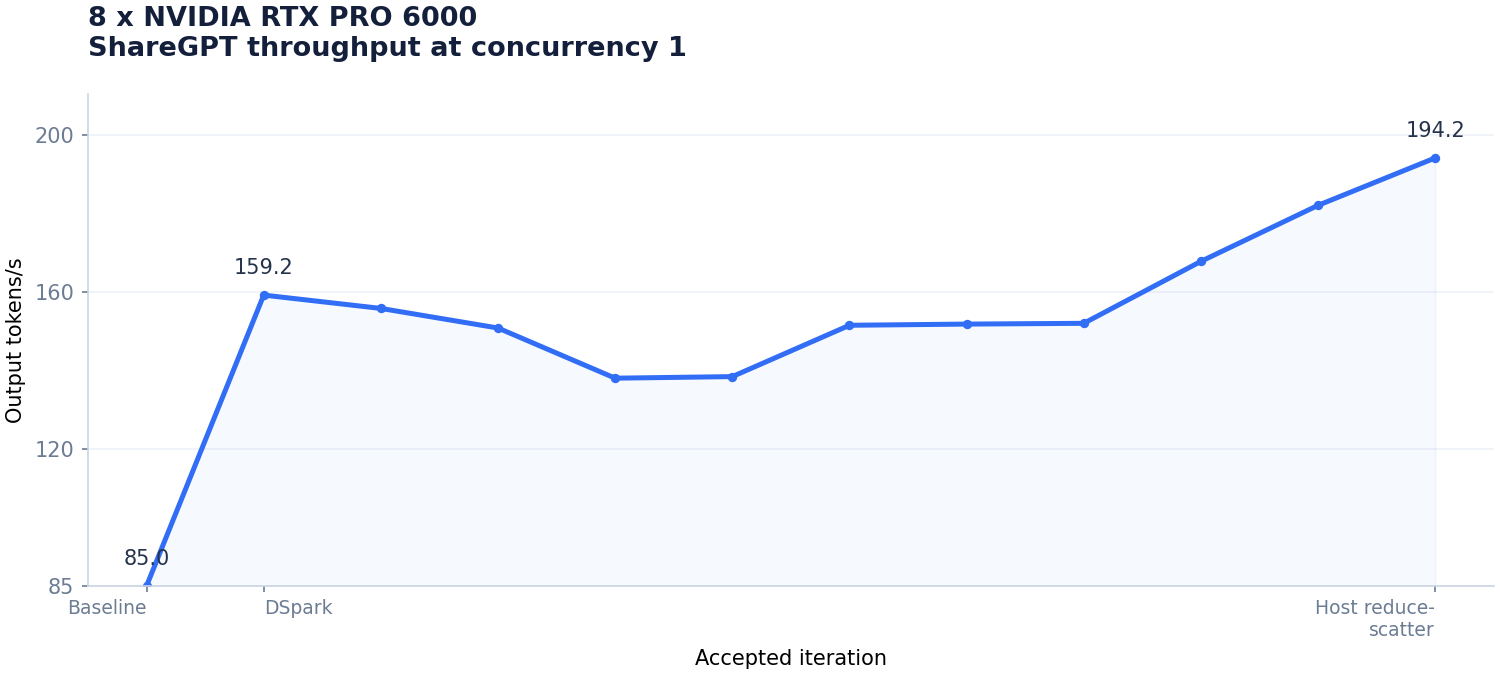 8 x NVIDIA RTX PRO 6000
ShareGPT throughput at concurrency 1
Output tokens/s
200
160
120
85
194.2
159.2
85.0
Baseline
DSpark
Host reduce-
scatter
Accepted iteration